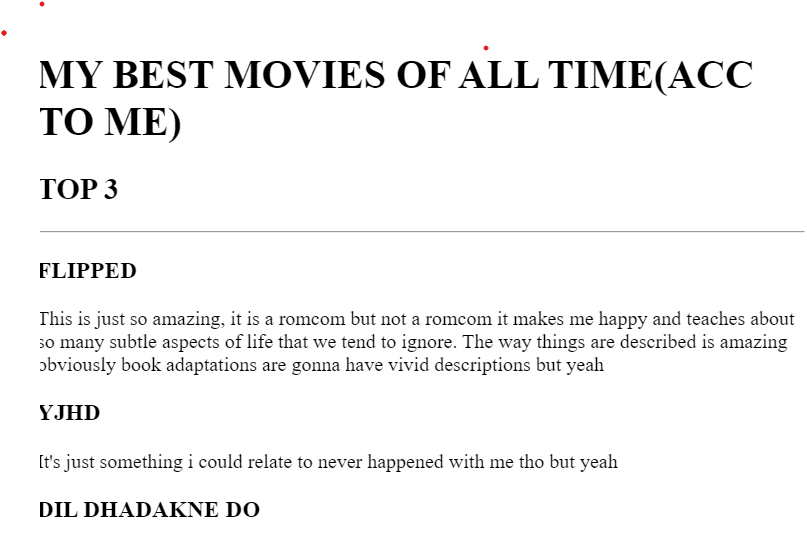 MY BEST MOVIES OF ALL TIME(ACC
TO ME)
TOP 3
FLIPPED
This is just so amazing, it is a romcom but not a romcom it makes me happy and teaches about
so many subtle aspects of life that we tend to ignore. The way things are described is amazing
obviously book adaptations are gonna have vivid descriptions but yeah
YJHD
It's just something i could relate to never happened with me tho but yeah
DIL DHADAKNE DO